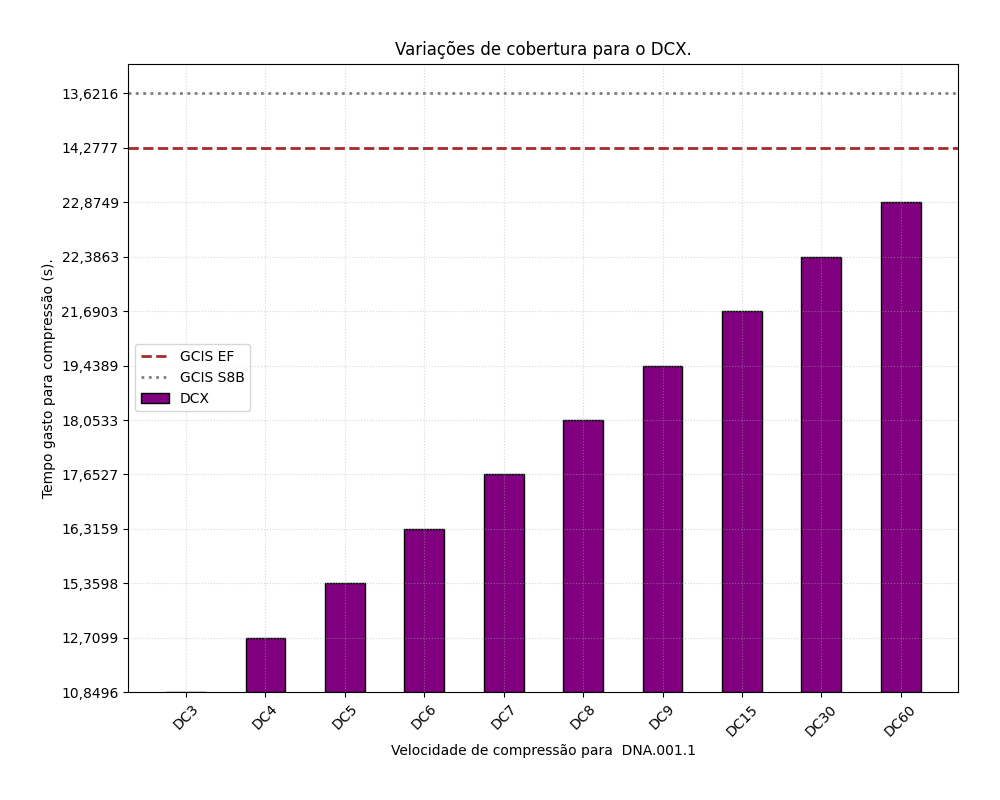 Variações de cobertura para o DCX.
Tempo gasto para compressão (s).
13,6216
14,2777
22,8749
22,3863
21,6903
19,4389
18,0533
17,6527
16,3159
15,3598
12,7099
10,8496
GCIS EF
GCIS S8B
DCX
DC3
DC4
DC5
DC6
DC7
DC8
DC9
DC15
DC30
DC60
Velocidade de compressão para  DNA.001.1